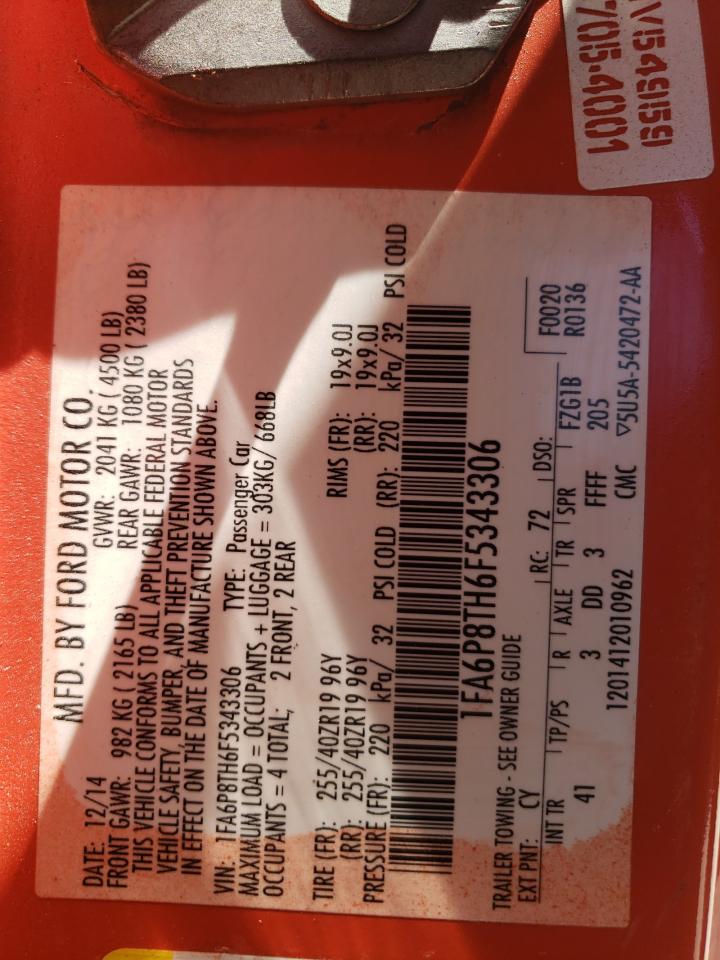 MFD. BY FORD MOTOR CO.
DATE: 12/14 GVWR: 2041 KG ( 4500 LB)
FRONT GAWR: 982 KG ( 2165 LB) REAR GAWR: 1080 KG ( 2380 LB)
THIS VEHICLE CONFORMS TO ALL APPLICABLE FEDERAL MOTOR
VEHICLE SAFETY, BUMPER, AND THEFT PREVENTION STANDARDS
IN EFFECT ON THE DATE OF MANUFACTURE SHOWN ABOVE.
VIN: 1FA6P8TH6F5343306 TYPE: Passenger Car
MAXIMUM LOAD = OCCUPANTS + LUGGAGE = 303KG/ 668LB
OCCUPANTS = 4 TOTAL; 2 FRONT, 2 REAR
TIRE (FR): 255/40ZR19 96Y RIMS (FR): 19x9.0J
(RR): 255/40ZR19 96Y (RR): 19x9.0J
PRESSURE (FR): 220 kPa/ 32 PSI COLD (RR): 220 kPa/ 32 PSI COLD
1FA6P8TH6F5343306
TRAILER TOWING - SEE OWNER GUIDE
EXT PNT: CY RC: 72 DSO: F0020
R0136
INT TR TP/PS R AXLE TR SPR FZG1B
41 3 DD 3 FFFF 205
1201412010962 CMC ▽5U5A-5420472-AA
V549159
705-4001